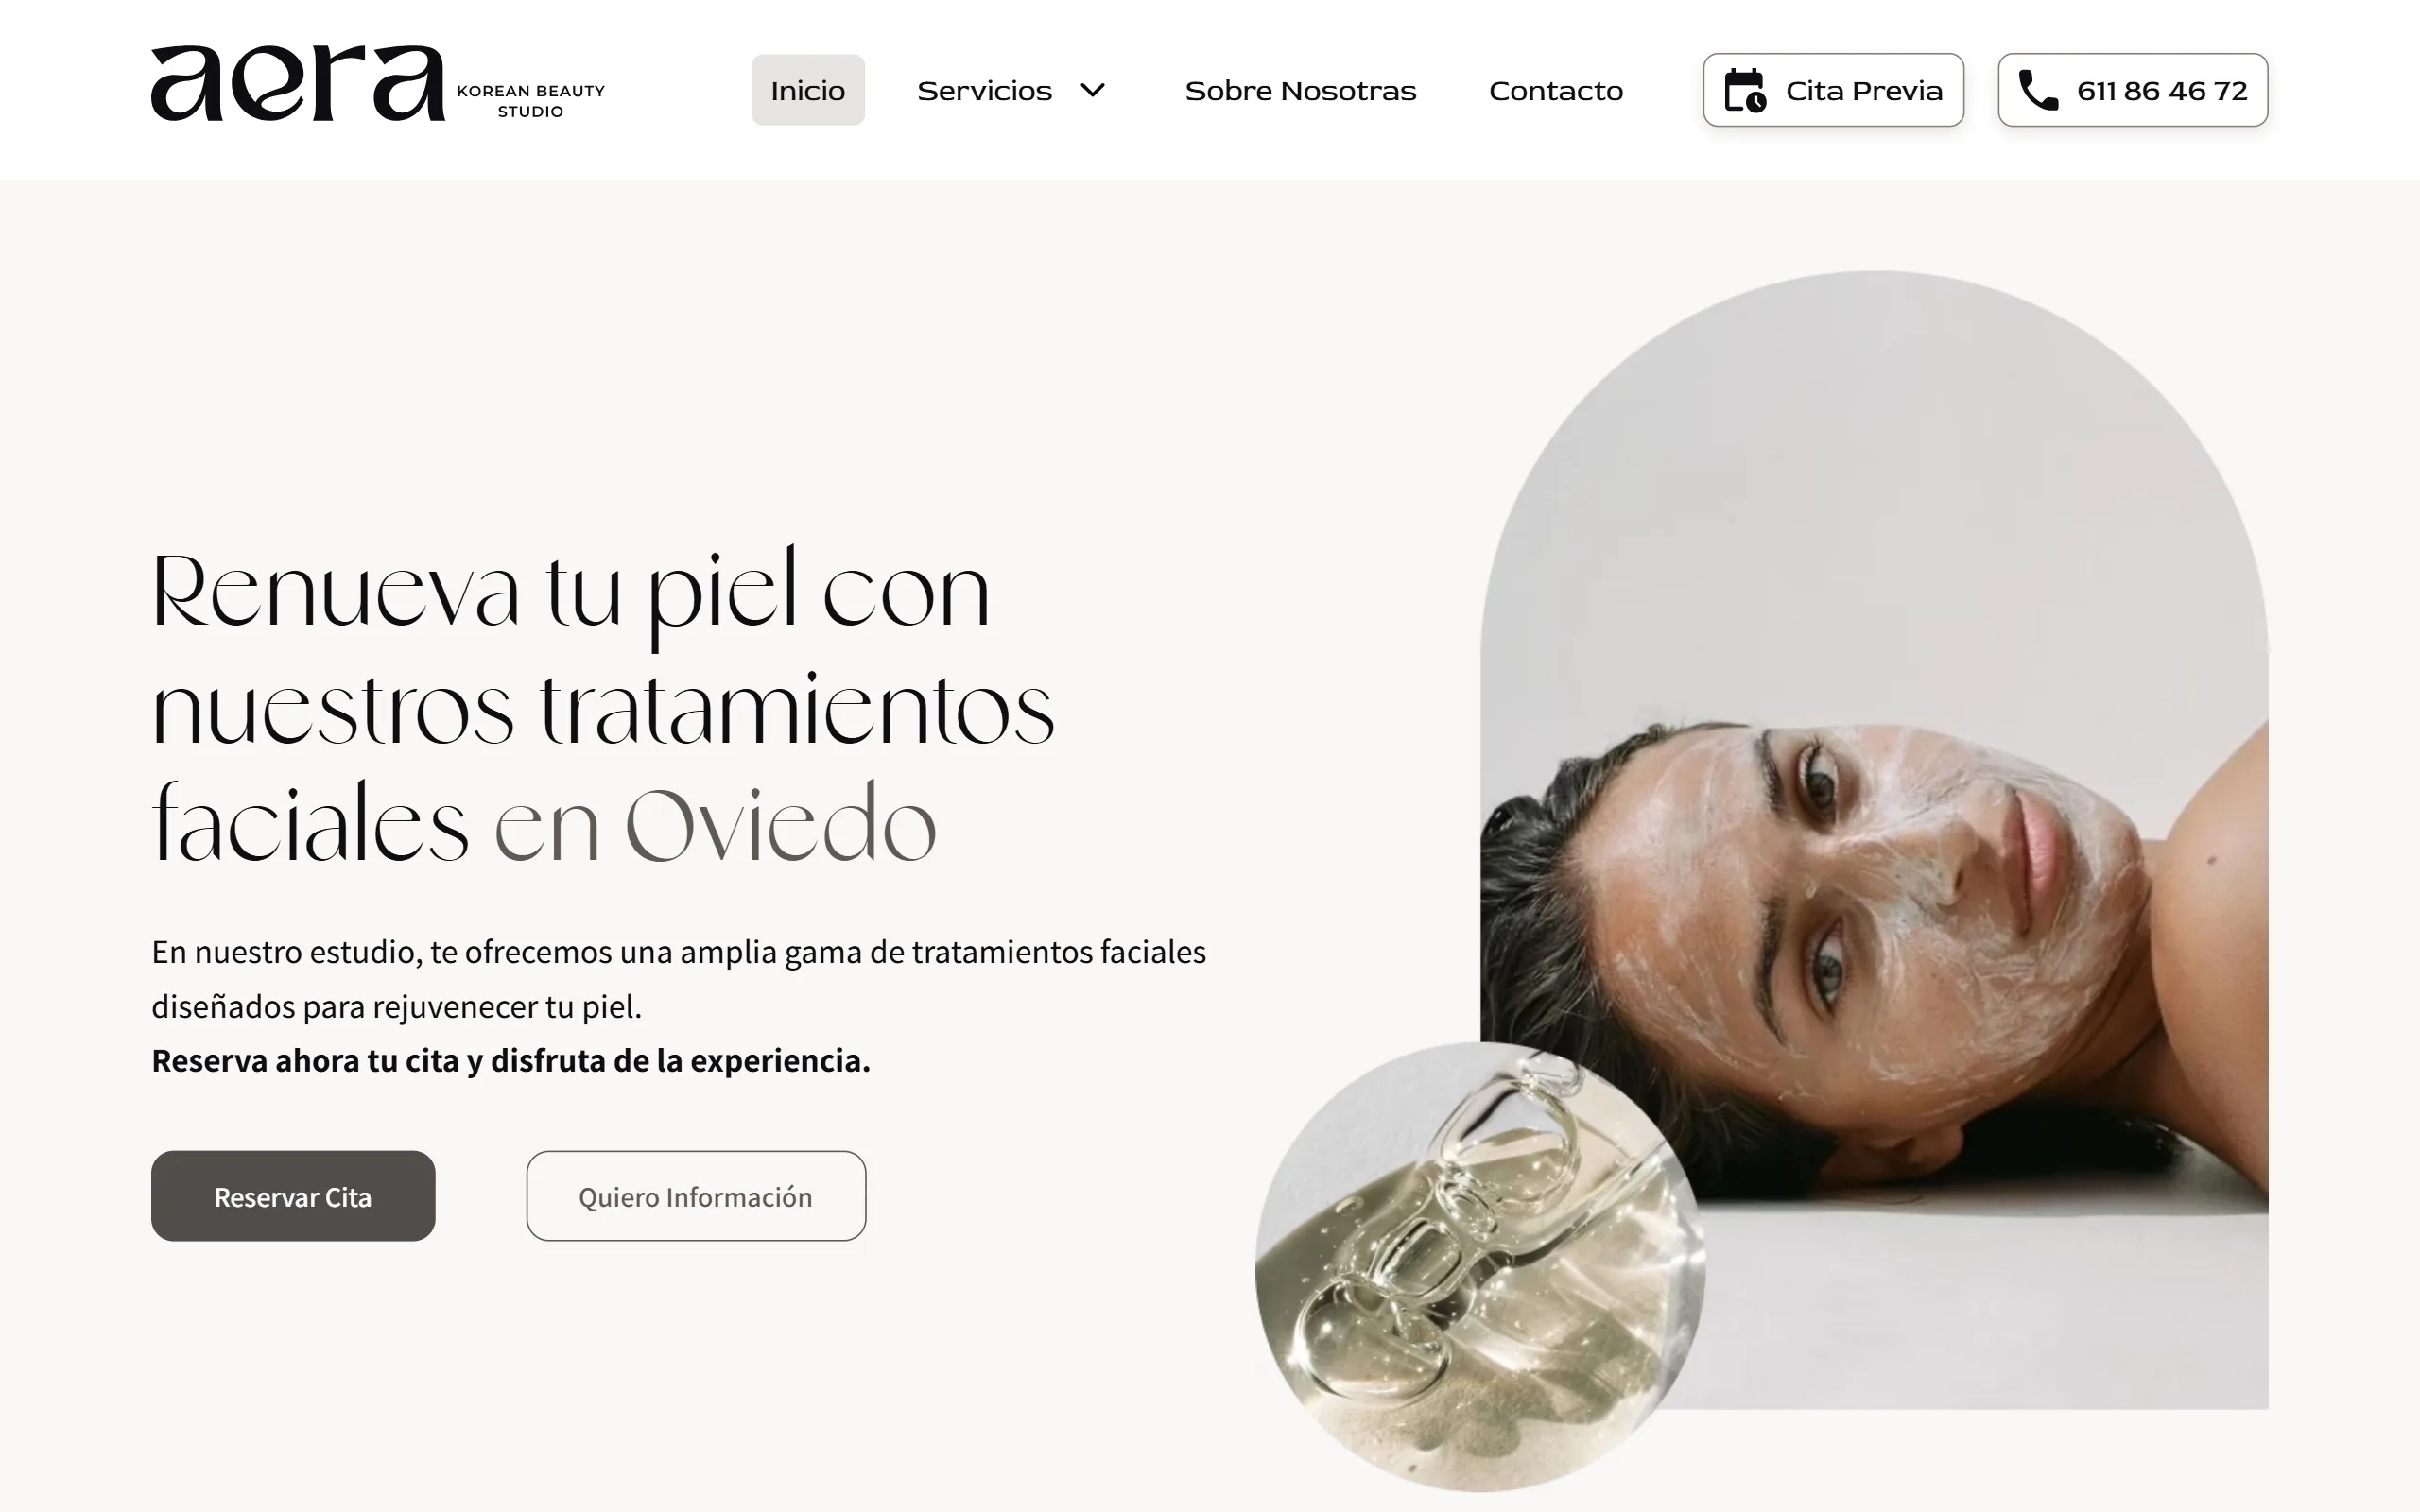 aera
KOREAN BEAUTY
STUDIO
Inicio
Servicios
Sobre Nosotras
Contacto
Cita Previa
611 86 46 72
Renueva tu piel con
nuestros tratamientos
faciales en Oviedo
En nuestro estudio, te ofrecemos una amplia gama de tratamientos faciales
diseñados para rejuvenecer tu piel.
Reserva ahora tu cita y disfruta de la experiencia.
Reservar Cita
Quiero Información